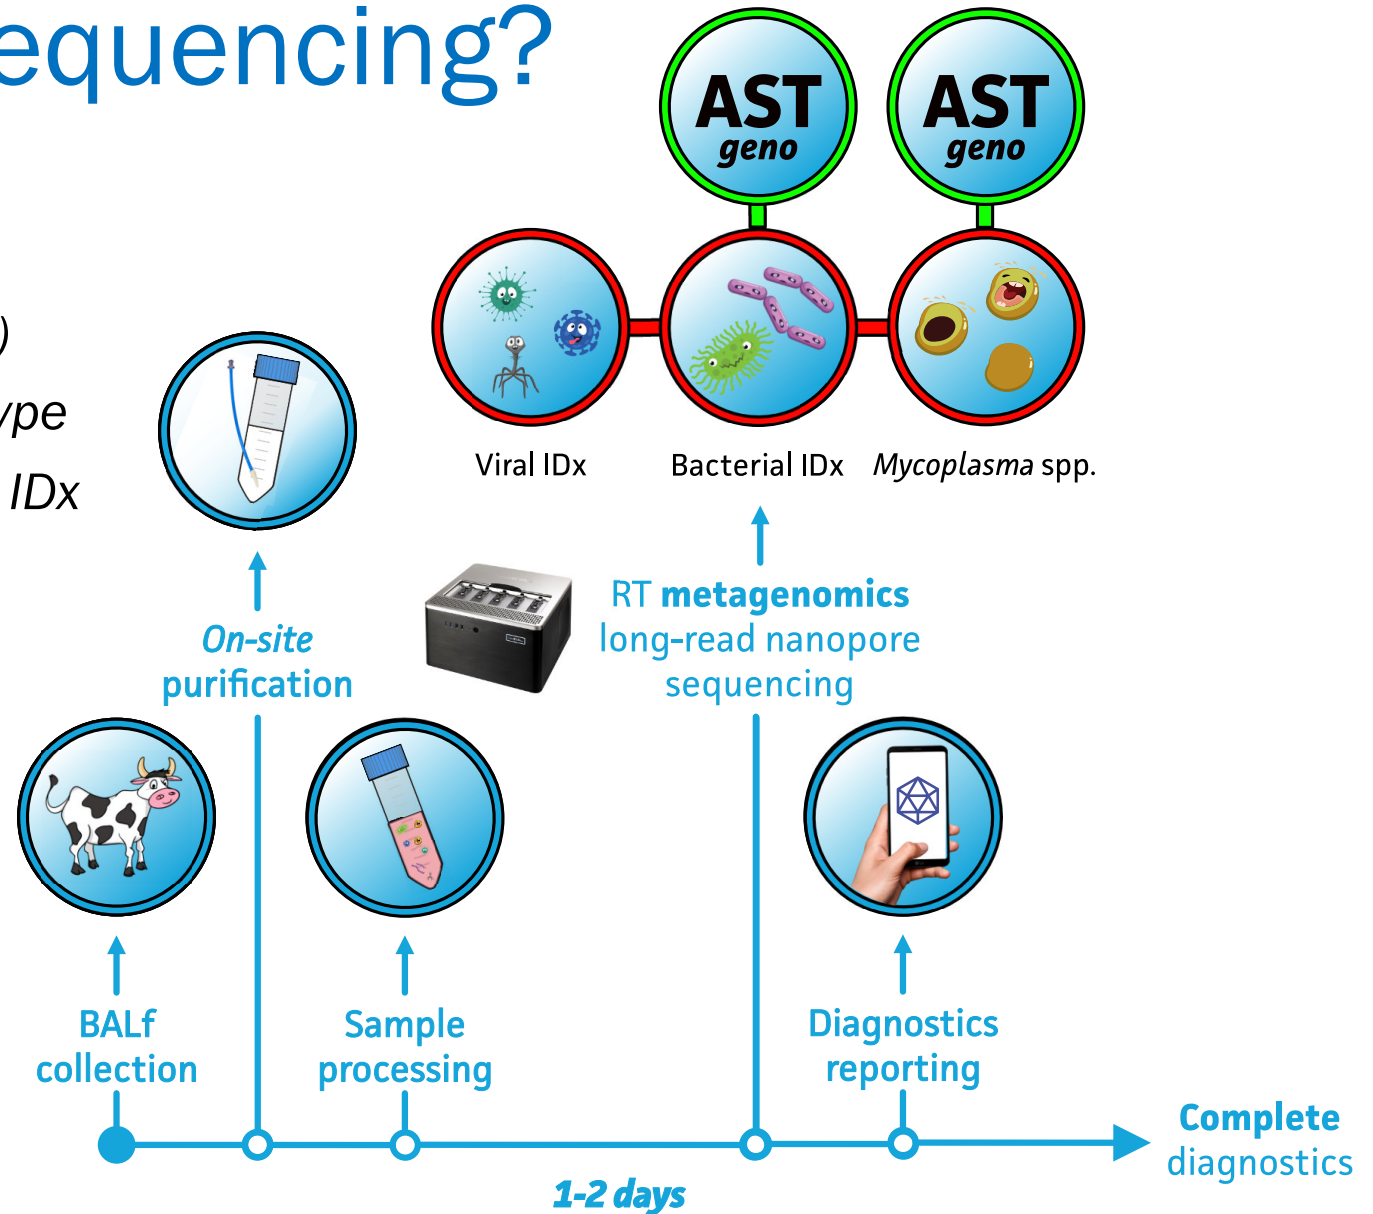 equencing?
AST
geno
AST
geno
)
ype
IDx
Viral IDx
Bacterial IDx
Mycoplasma spp.
RT metagenomics
long-read nanopore
sequencing
On-site
purification
BALf
collection
Sample
processing
Diagnostics
reporting
Complete
diagnostics
1-2 days